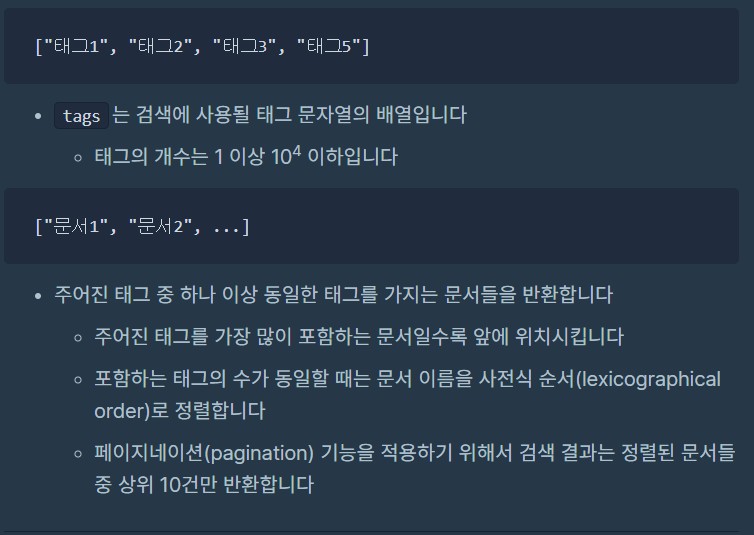 ["태그1", "태그2", "태그3", "태그5"]
tags 는 검색에 사용될 태그 문자열의 배열입니다
태그의 개수는 1 이상 10⁴ 이하입니다
["문서1", "문서2", ...]
주어진 태그 중 하나 이상 동일한 태그를 가지는 문서들을 반환합니다
주어진 태그를 가장 많이 포함하는 문서일수록 앞에 위치시킵니다
포함하는 태그의 수가 동일할 때는 문서 이름을 사전식 순서(lexicographical
order)로 정렬합니다
페이지네이션(pagination) 기능을 적용하기 위해서 검색 결과는 정렬된 문서들
중 상위 10건만 반환합니다